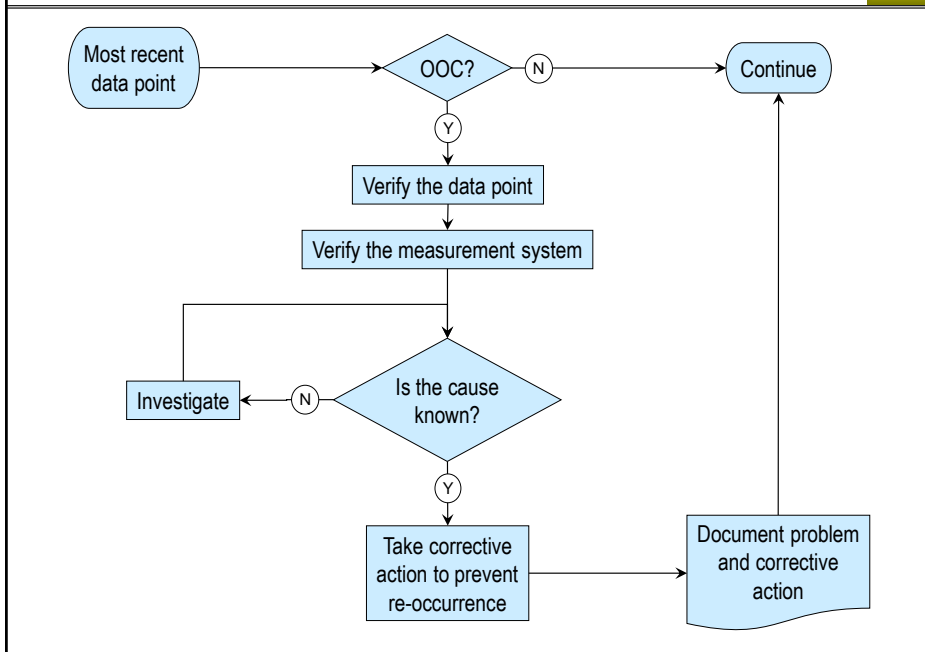 Most recent
data point
OOC?
N
Continue
Y
Verify the data point
Verify the measurement system
Is the cause
known?
N
Investigate
Y
Take corrective
action to prevent
re-occurrence
Document problem
and corrective
action